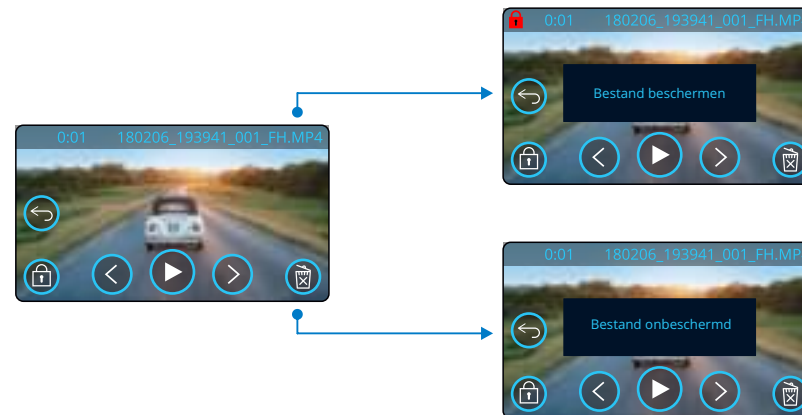 0:01 180206_193941_001_FH.MP4
0:01 180206_193941_001_FH.MP
Bestand beschermen
0:01 180206_193941_001_FH.MP
Bestand onbeschermd